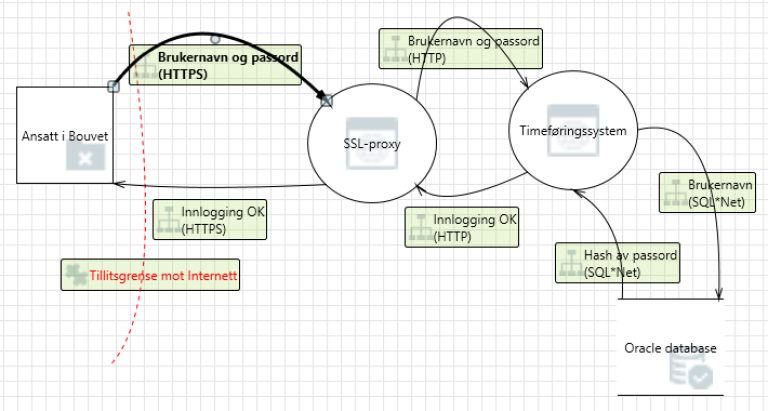 Brukernavn og passord
(HTTPS)
Brukernavn og passord
(HTTP)
Ansatt i Bouvet
SSL-proxy
Timeføringssystem
Brukernavn
(SQL*Net)
Innlogging OK
(HTTPS)
Innlogging OK
(HTTP)
Hash av passord
(SQL*Net)
Tillitsgrense mot Internett
Oracle database